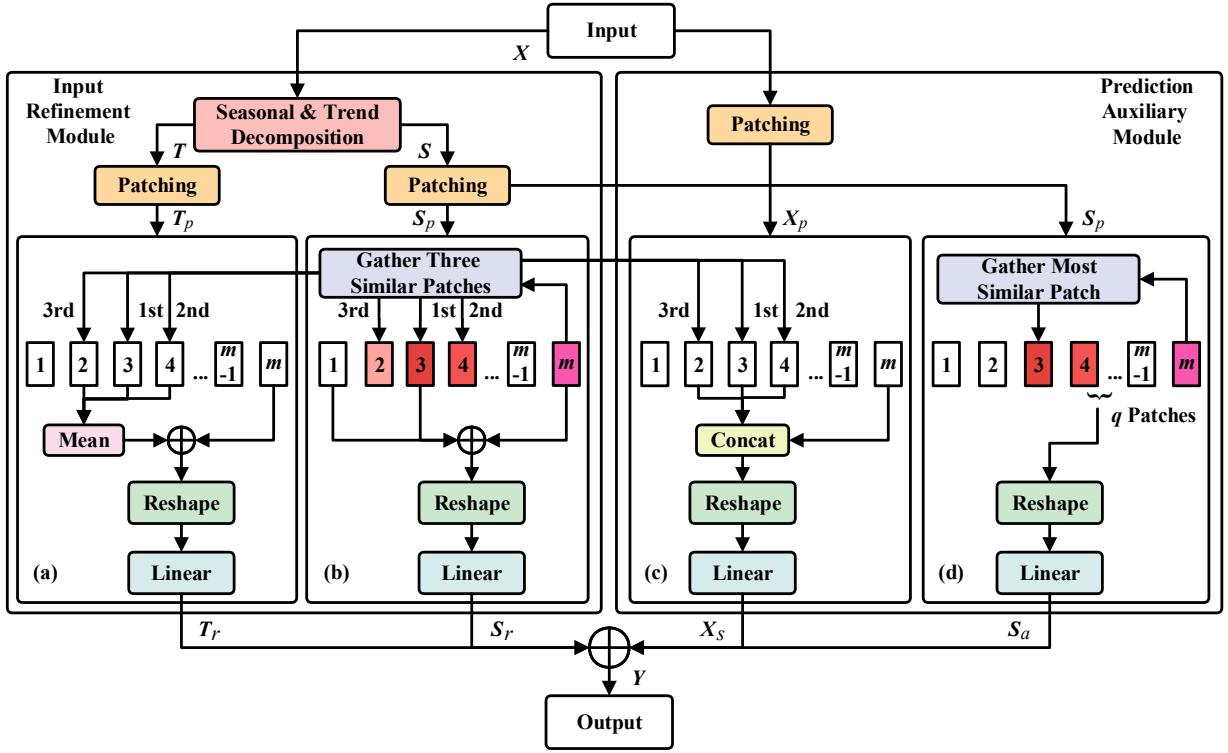 Input
X
Input
Refinement
Module
Seasonal & Trend
Decomposition
Prediction
Auxiliary
Module
Patching
T
S
Patching
Patching
Tp
Sp
Xp
Sp
Gather Three
Similar Patches
Gather Most
Similar Patch
3rd 1st 2nd
3rd 1st 2nd
3rd 1st 2nd
1 2 3 4 ... m-1 m
1 2 3 4 ... m-1 m
1 2 3 4 ... m-1 m
1 2 3 4 ... m-1 m
q Patches
Mean
Concat
Reshape
Reshape
Reshape
Reshape
(a) Linear
(b) Linear
(c) Linear
(d) Linear
Tr
Sr
Xs
Sa
Y
Output